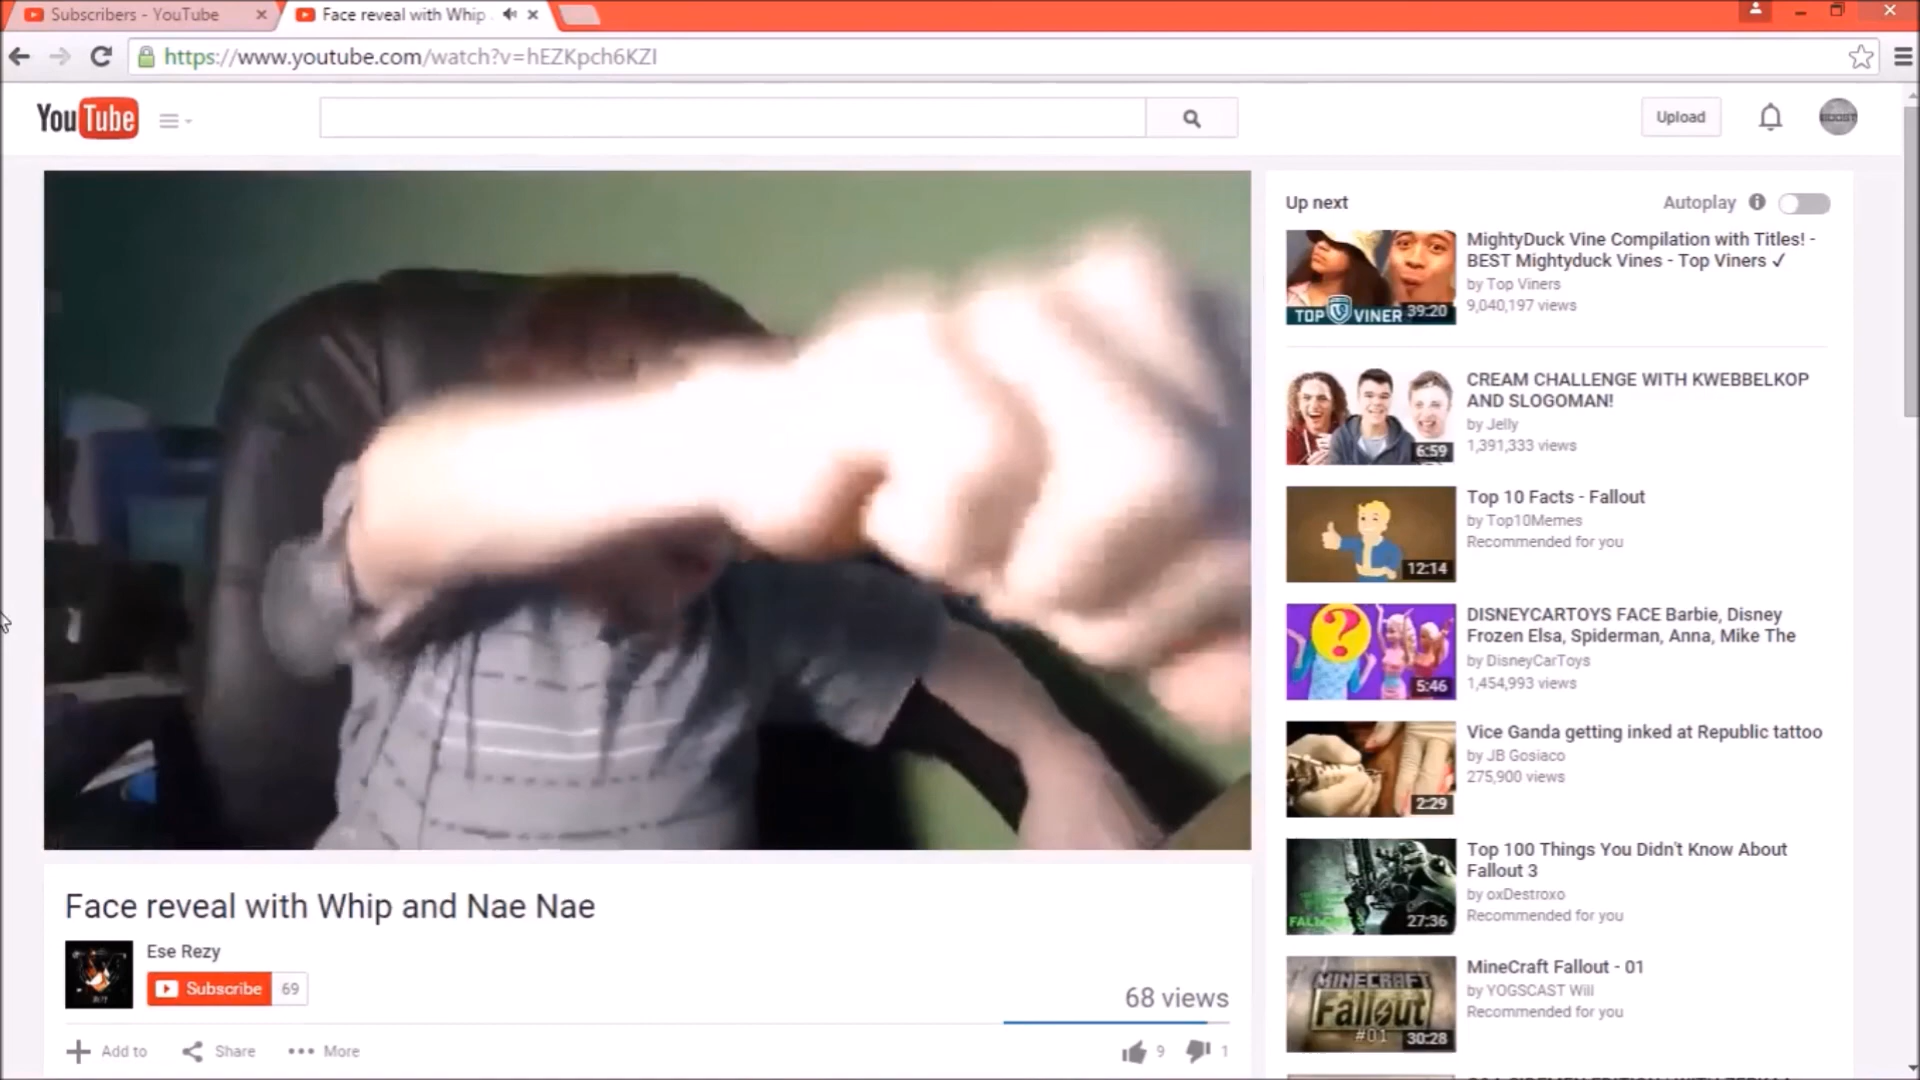 Subscribers - YouTube
Face reveal with Whip
https://www.youtube.com/watch?v=hEZKpch6KZI
YouTube
Upload
BOOST
Up next
Autoplay
MightyDuck Vine Compilation with Titles! -
BEST Mightyduck Vines - Top Viners ✓
by Top Viners
9,040,197 views
TOP VINER
39:20
CREAM CHALLENGE WITH KWEBBELKOP
AND SLOGOMAN!
by Jelly
1,391,333 views
6:59
Top 10 Facts - Fallout
by Top10Memes
Recommended for you
12:14
DISNEYCARTOYS FACE Barbie, Disney
Frozen Elsa, Spiderman, Anna, Mike The
by DisneyCarToys
1,454,993 views
?
5:46
Vice Ganda getting inked at Republic tattoo
by JB Gosiaco
275,900 views
2:29
Top 100 Things You Didn't Know About
Fallout 3
by oxDestroxo
Recommended for you
27:36
MineCraft Fallout - 01
by YOGSCAST Will
Recommended for you
MINECRAFT
Fallout
#01
30:28
Face reveal with Whip and Nae Nae
Ese Rezy
Subscribe 69
68 views
Add to
Share
More
9
1